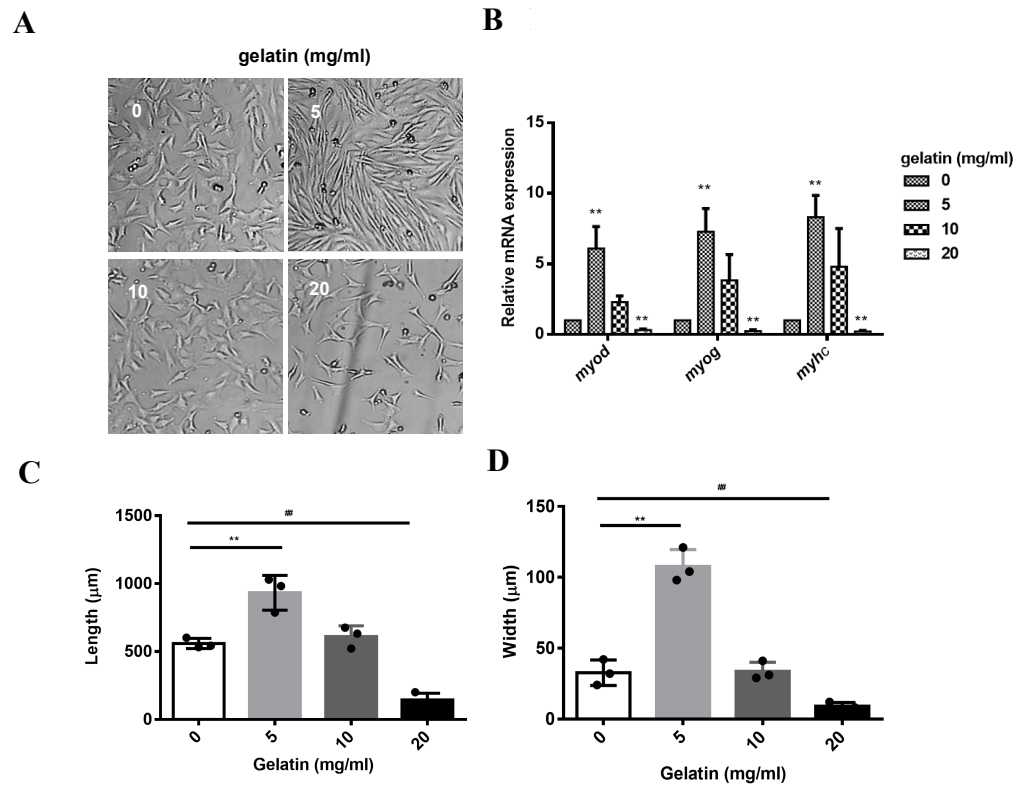 A
gelatin (mg/ml)
0
5
10
20
B
Relative mRNA expression
15
10
5
0
**
**
**
**
**
**
myod
myog
myhc
gelatin (mg/ml)
0
5
10
20
C
Length (μm)
1500
1000
500
0
##
**
0
5
10
20
Gelatin (mg/ml)
D
Width (μm)
150
100
50
0
##
**
0
5
10
20
Gelatin (mg/ml)